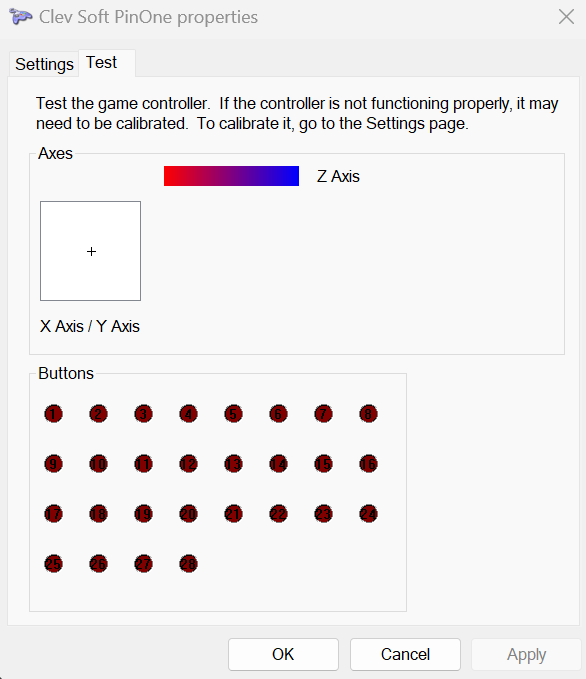 Clev Soft PinOne properties
Settings Test
Test the game controller. If the controller is not functioning properly, it may
need to be calibrated. To calibrate it, go to the Settings page.
Axes
Z Axis
X Axis / Y Axis
Buttons
1 2 3 4 5 6 7 8
9 10 11 12 13 14 15 16
17 18 19 20 21 22 23 24
25 26 27 28
OK Cancel Apply